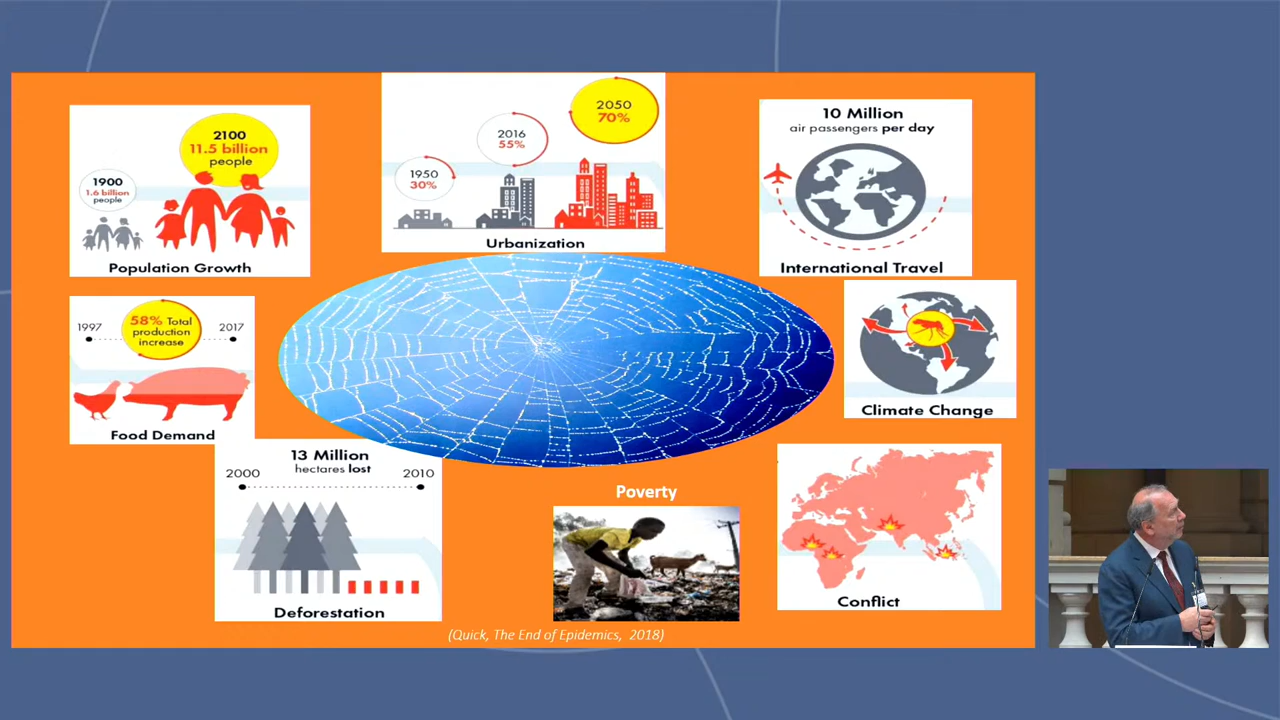 2100
11.5 billion
people
1900
1.6 billion
people
Population Growth
2050
70%
2016
55%
1950
30%
Urbanization
10 Million
air passengers per day
International Travel
1997
58% Total
production
increase
2017
Food Demand
Climate Change
13 Million
hectares lost
2000
2010
Deforestation
Poverty
Conflict
(Quick, The End of Epidemics, 2018)